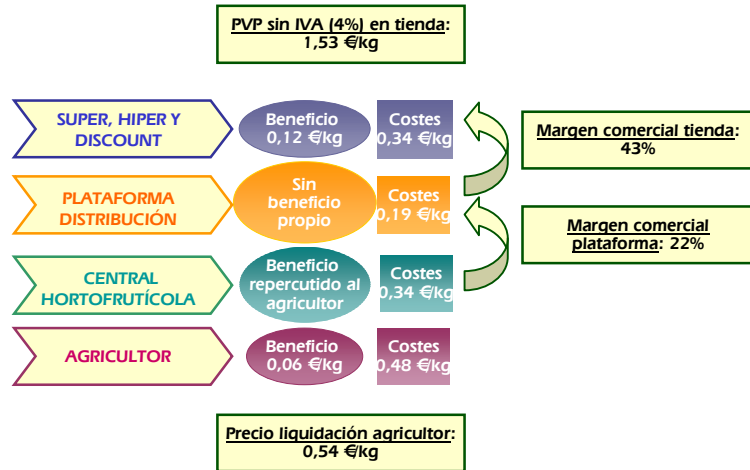 PVP sin IVA (4%) en tienda:
1,53 €/kg
SUPER, HIPER Y
DISCOUNT
Beneficio
0,12 €/kg
Costes
0,34 €/kg
Margen comercial tienda:
43%
PLATAFORMA
DISTRIBUCIÓN
Sin
beneficio
propio
Costes
0,19 €/kg
Margen comercial
plataforma: 22%
CENTRAL
HORTOFRUTÍCOLA
Beneficio
repercutido al
agricultor
Costes
0,34 €/kg
AGRICULTOR
Beneficio
0,06 €/kg
Costes
0,48 €/kg
Precio liquidación agricultor:
0,54 €/kg